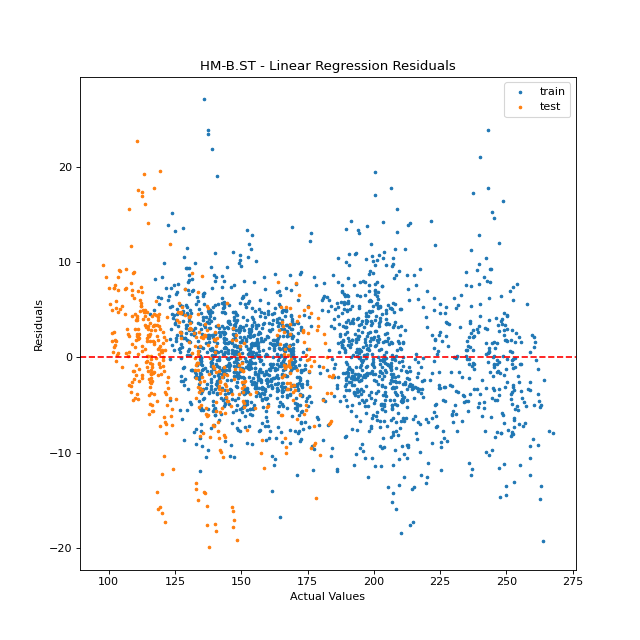 HM-B.ST - Linear Regression Residuals
train
test
20
10
0
−10
−20
Residuals
100 125 150 175 200 225 250 275
Actual Values